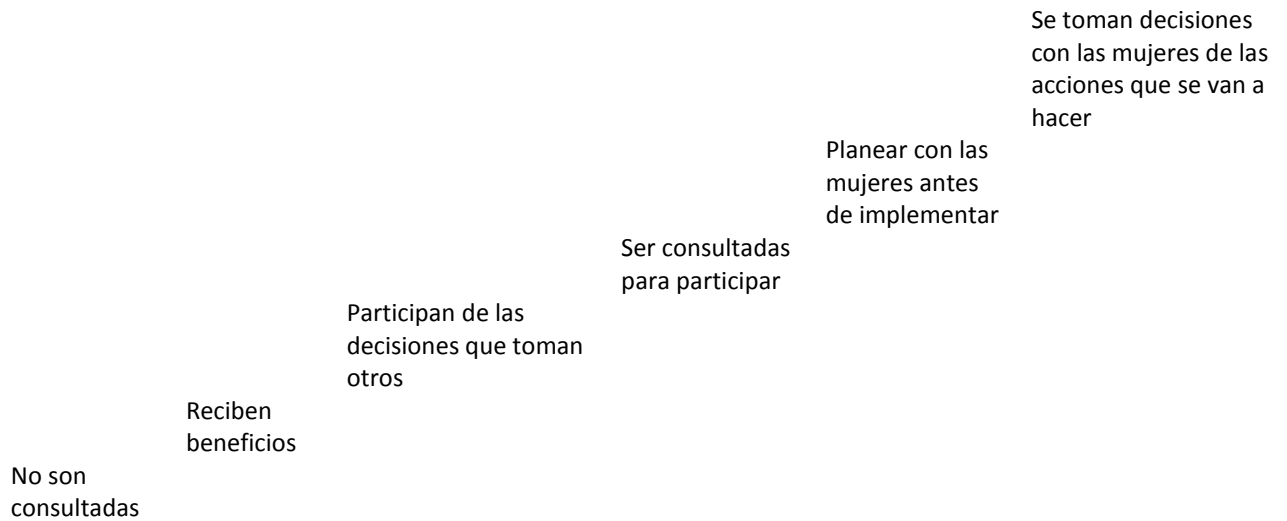 Se toman decisiones
con las mujeres de las
acciones que se van a
hacer
Planear con las
mujeres antes
de implementar
Ser consultadas
para participar
Participan de las
decisiones que toman
otros
Reciben
beneficios
No son
consultadas